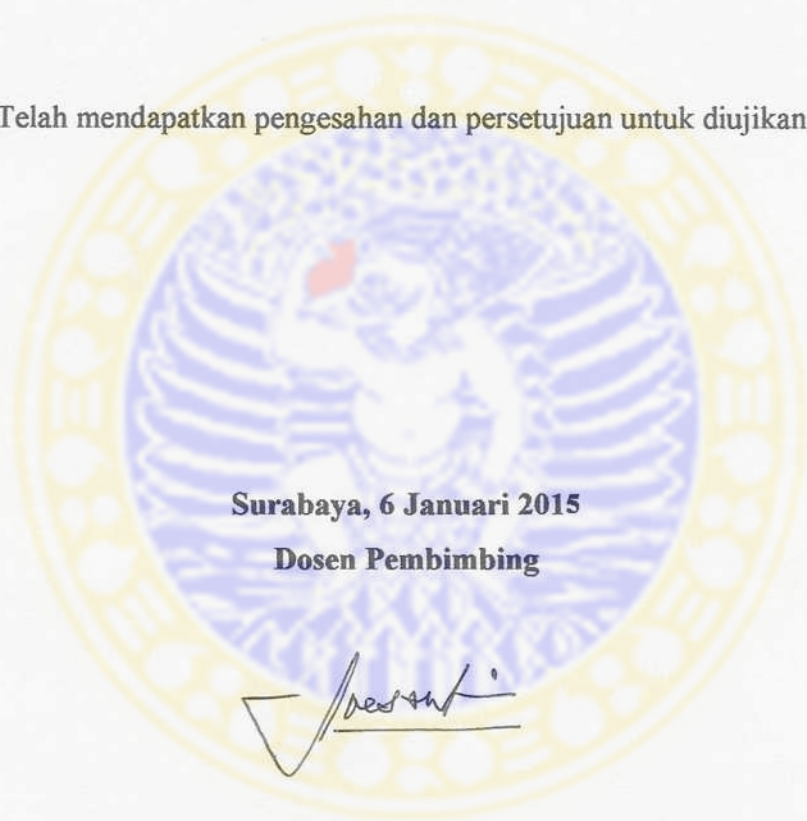 Telah mendapatkan pengesahan dan persetujuan untuk diujikan
Surabaya, 6 Januari 2015
Dosen Pembimbing